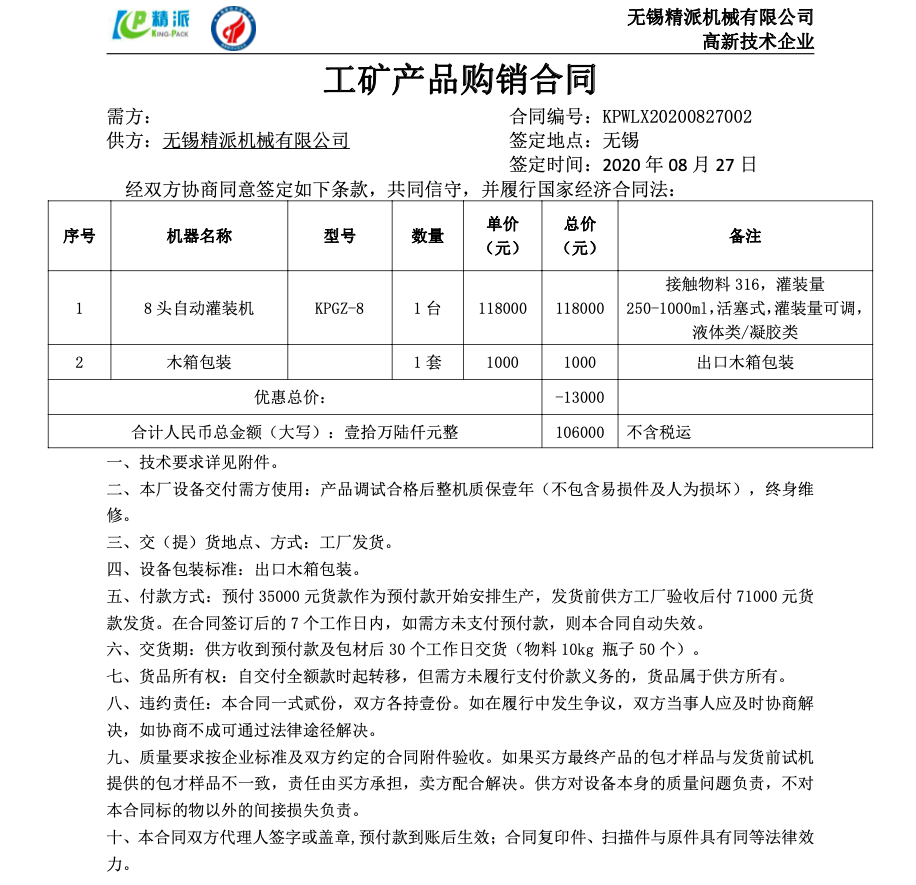 精派
KING-PACK
无锡精派机械有限公司
高新技术企业
工矿产品购销合同
需方：
合同编号：KPWLX20200827002
供方：无锡精派机械有限公司
签定地点：无锡
签定时间：2020 年 08 月 27 日
经双方协商同意签定如下条款，共同信守，并履行国家经济合同法：
序号 机器名称 型号 数量 单价（元） 总价（元） 备注
1 8 头自动灌装机 KPGZ-8 1 台 118000 118000 接触物料 316，灌装量
250-1000ml，活塞式，灌装量可调，
液体类/凝胶类
2 木箱包装 1 套 1000 1000 出口木箱包装
优惠总价： -13000
合计人民币总金额（大写）：壹拾万陆仟元整 106000 不含税运
一、技术要求详见附件。
二、本厂设备交付需方使用：产品调试合格后整机质保壹年（不包含易损件及人为损坏），终身维
修。
三、交（提）货地点、方式：工厂发货。
四、设备包装标准：出口木箱包装。
五、付款方式：预付 35000 元货款作为预付款开始安排生产，发货前供方工厂验收后付 71000 元货
款发货。在合同签订后的 7 个工作日内，如需方未支付预付款，则本合同自动失效。
六、交货期：供方收到预付款及包材后 30 个工作日交货（物料 10kg 瓶子 50 个）。
七、货品所有权：自交付全额款时起转移，但需方未履行支付价款义务的，货品属于供方所有。
八、违约责任：本合同一式贰份，双方各持壹份。如在履行中发生争议，双方当事人应及时协商解
决，如协商不成可通过法律途径解决。
九、质量要求按企业标准及双方约定的合同附件验收。如果买方最终产品的包才样品与发货前试机
提供的包才样品不一致，责任由买方承担，卖方配合解决。供方对设备本身的质量问题负责，不对
本合同标的物以外的间接损失负责。
十、本合同双方代理人签字或盖章,预付款到账后生效；合同复印件、扫描件与原件具有同等法律效
力。